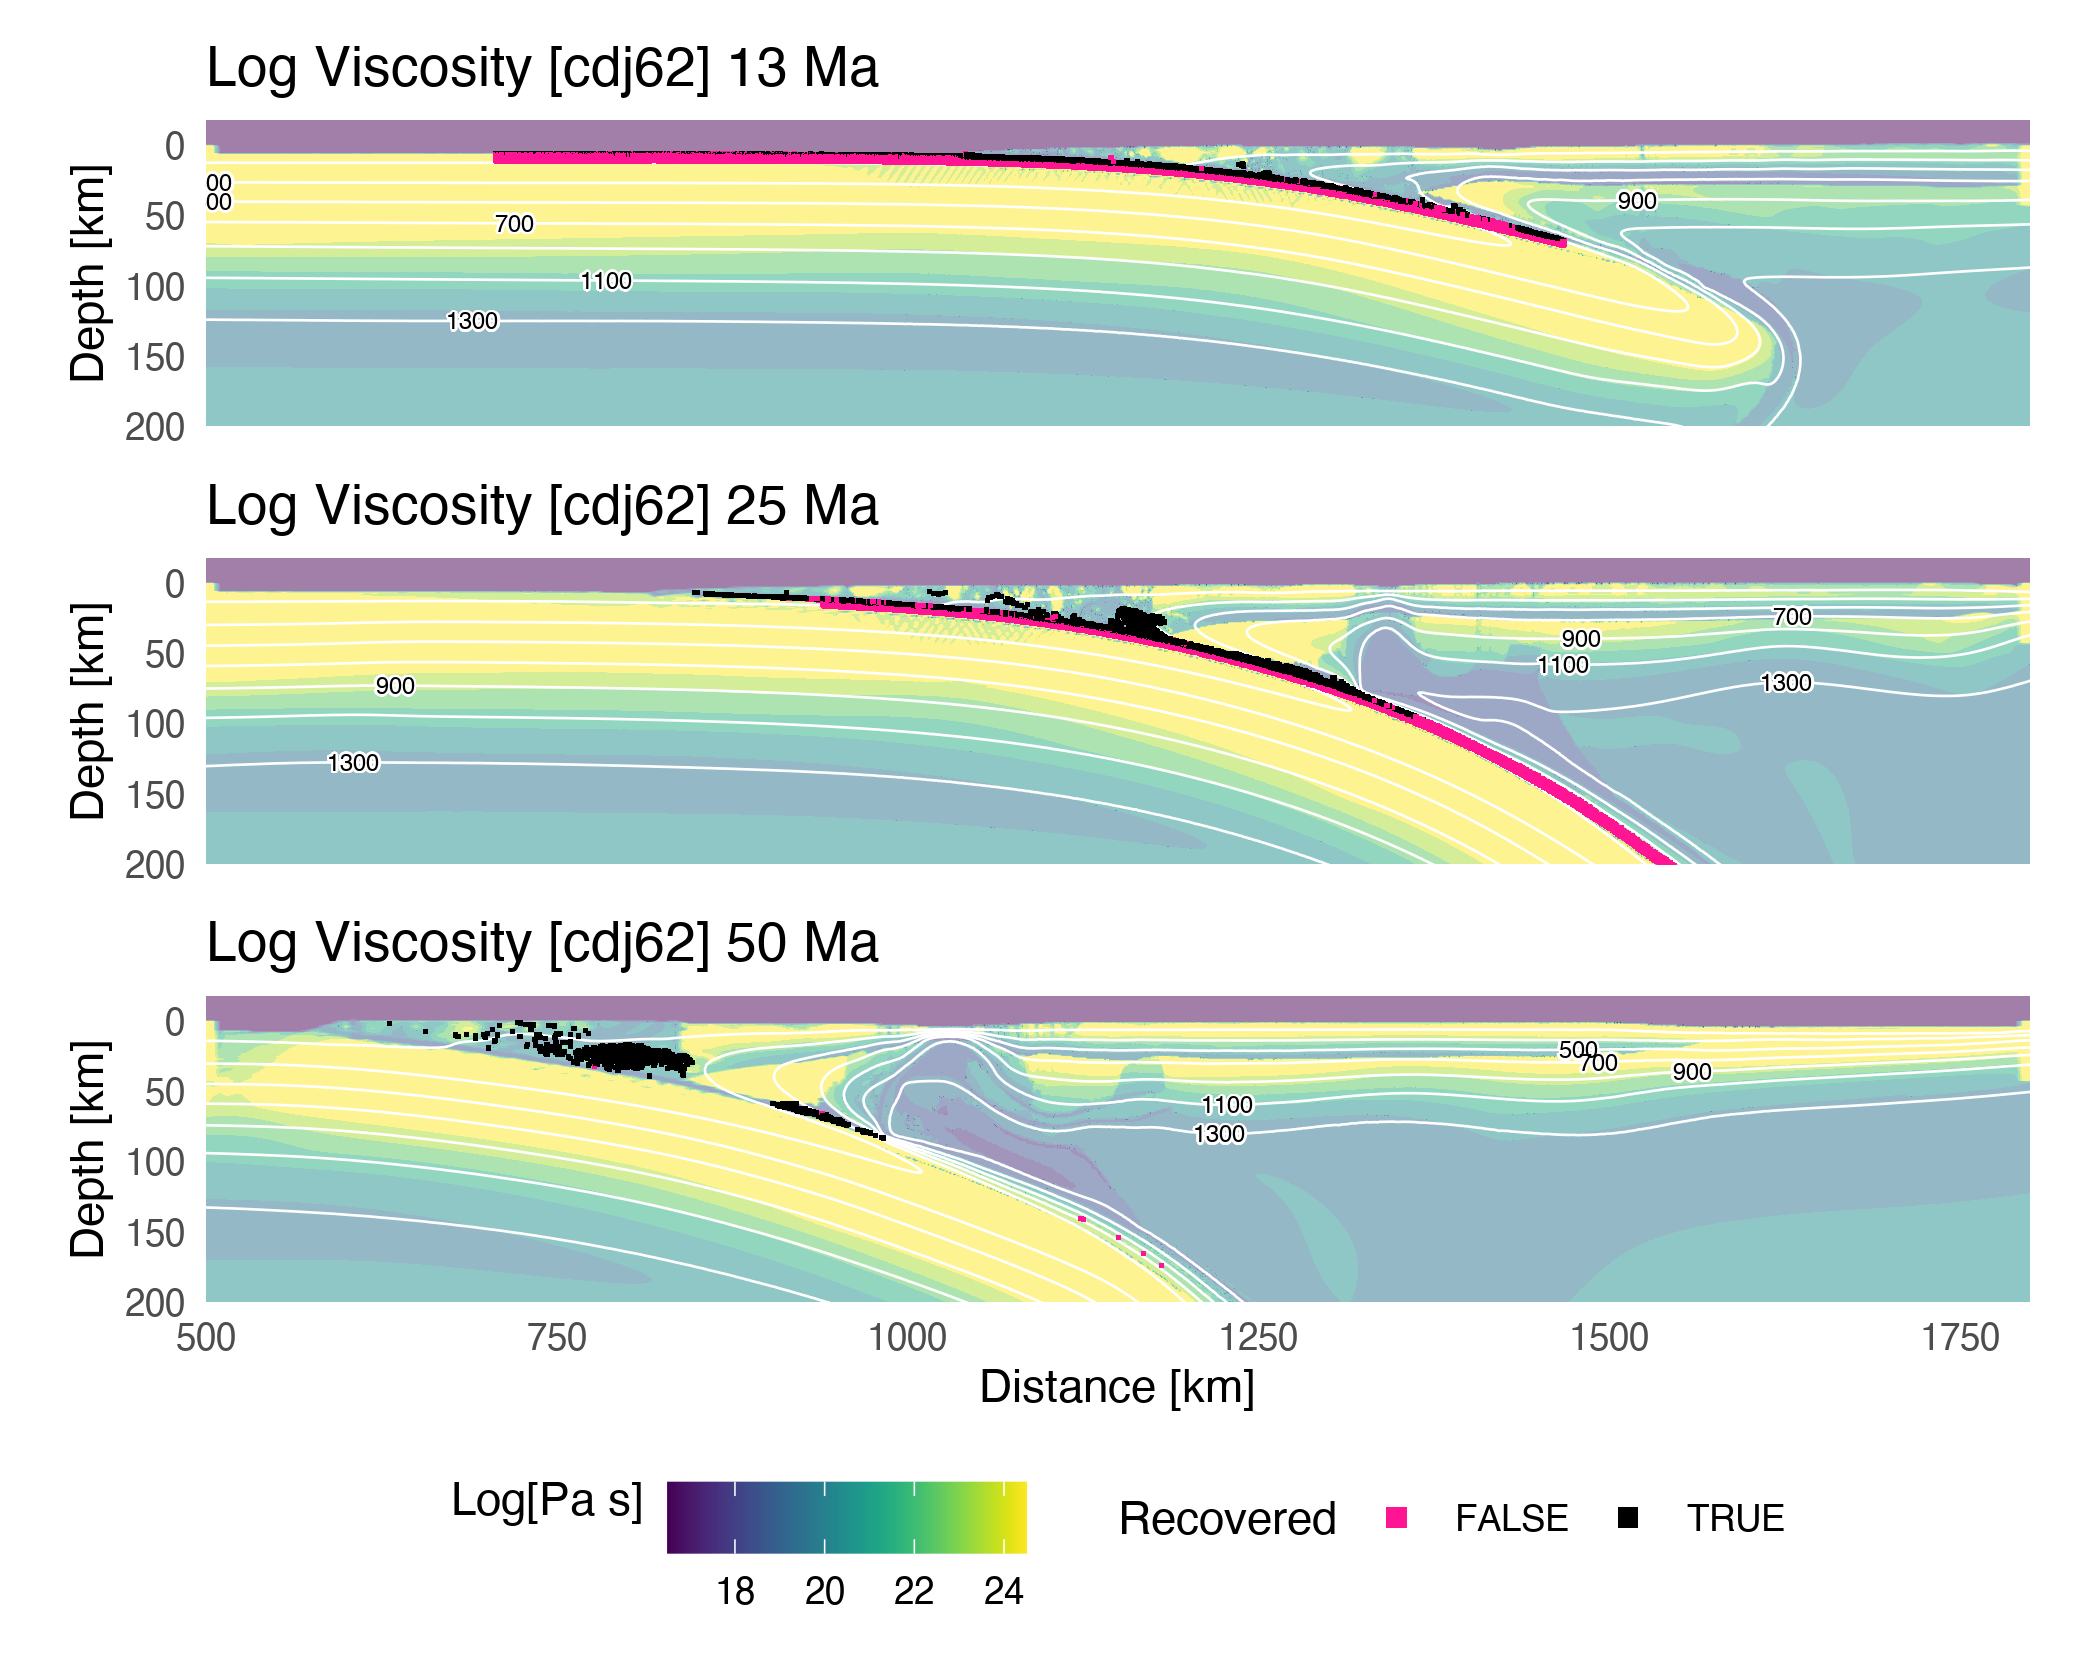 Log Viscosity [cdj62] 13 Ma
Depth [km]
0
50
100
150
200
00
00
700
1100
1300
900
Log Viscosity [cdj62] 25 Ma
Depth [km]
0
50
100
150
200
900
1300
700
900
1100
1300
Log Viscosity [cdj62] 50 Ma
Depth [km]
0
50
100
150
200
500
700
900
1100
1300
500 750 1000 1250 1500 1750
Distance [km]
Log[Pa s]
18 20 22 24
Recovered FALSE TRUE